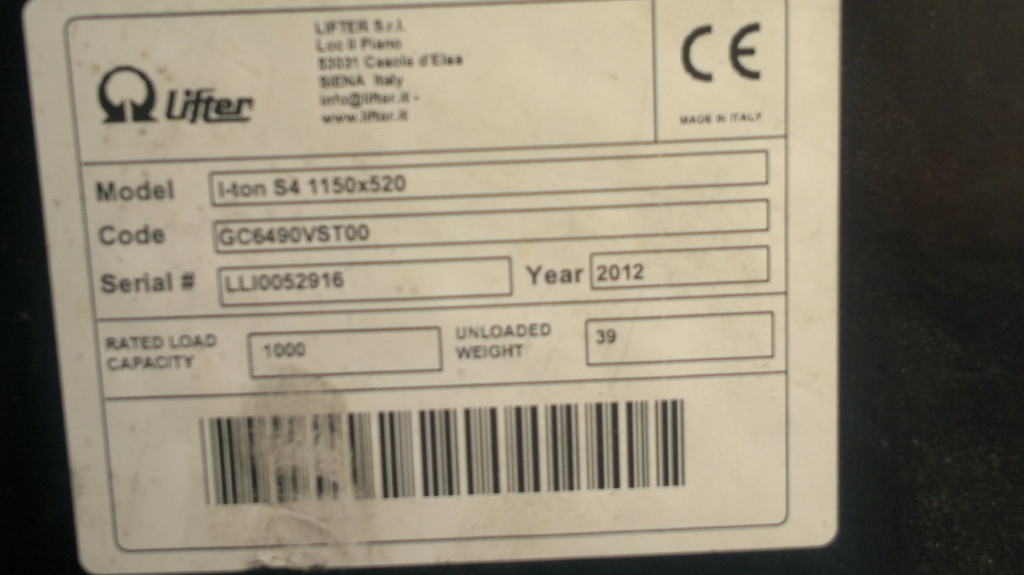 Lifter
LIFTER S.r.l.
Loc Il Piano
53031 Casole d'Elsa
SIENA Italy
info@lifter.it -
www.lifter.it
CE
MADE IN ITALY
Model I-ton S4 1150x520
Code GC6490VST00
Serial # LLI0052916 Year 2012
RATED LOAD CAPACITY 1000
UNLOADED WEIGHT 39